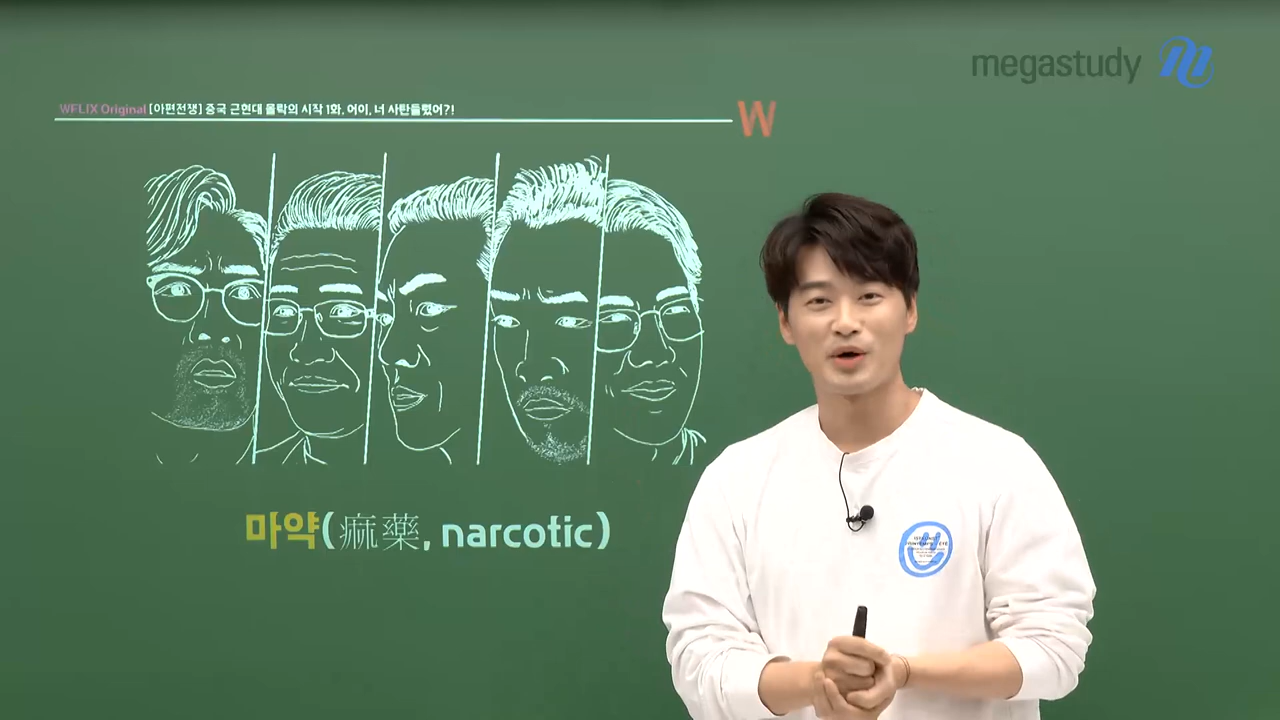 megastudy
WFLIX Original [아편전쟁] 중국 근현대 몰락의 시작 1화. 어이, 너 사탄들렸어?!
W
마약(痲藥, narcotic)